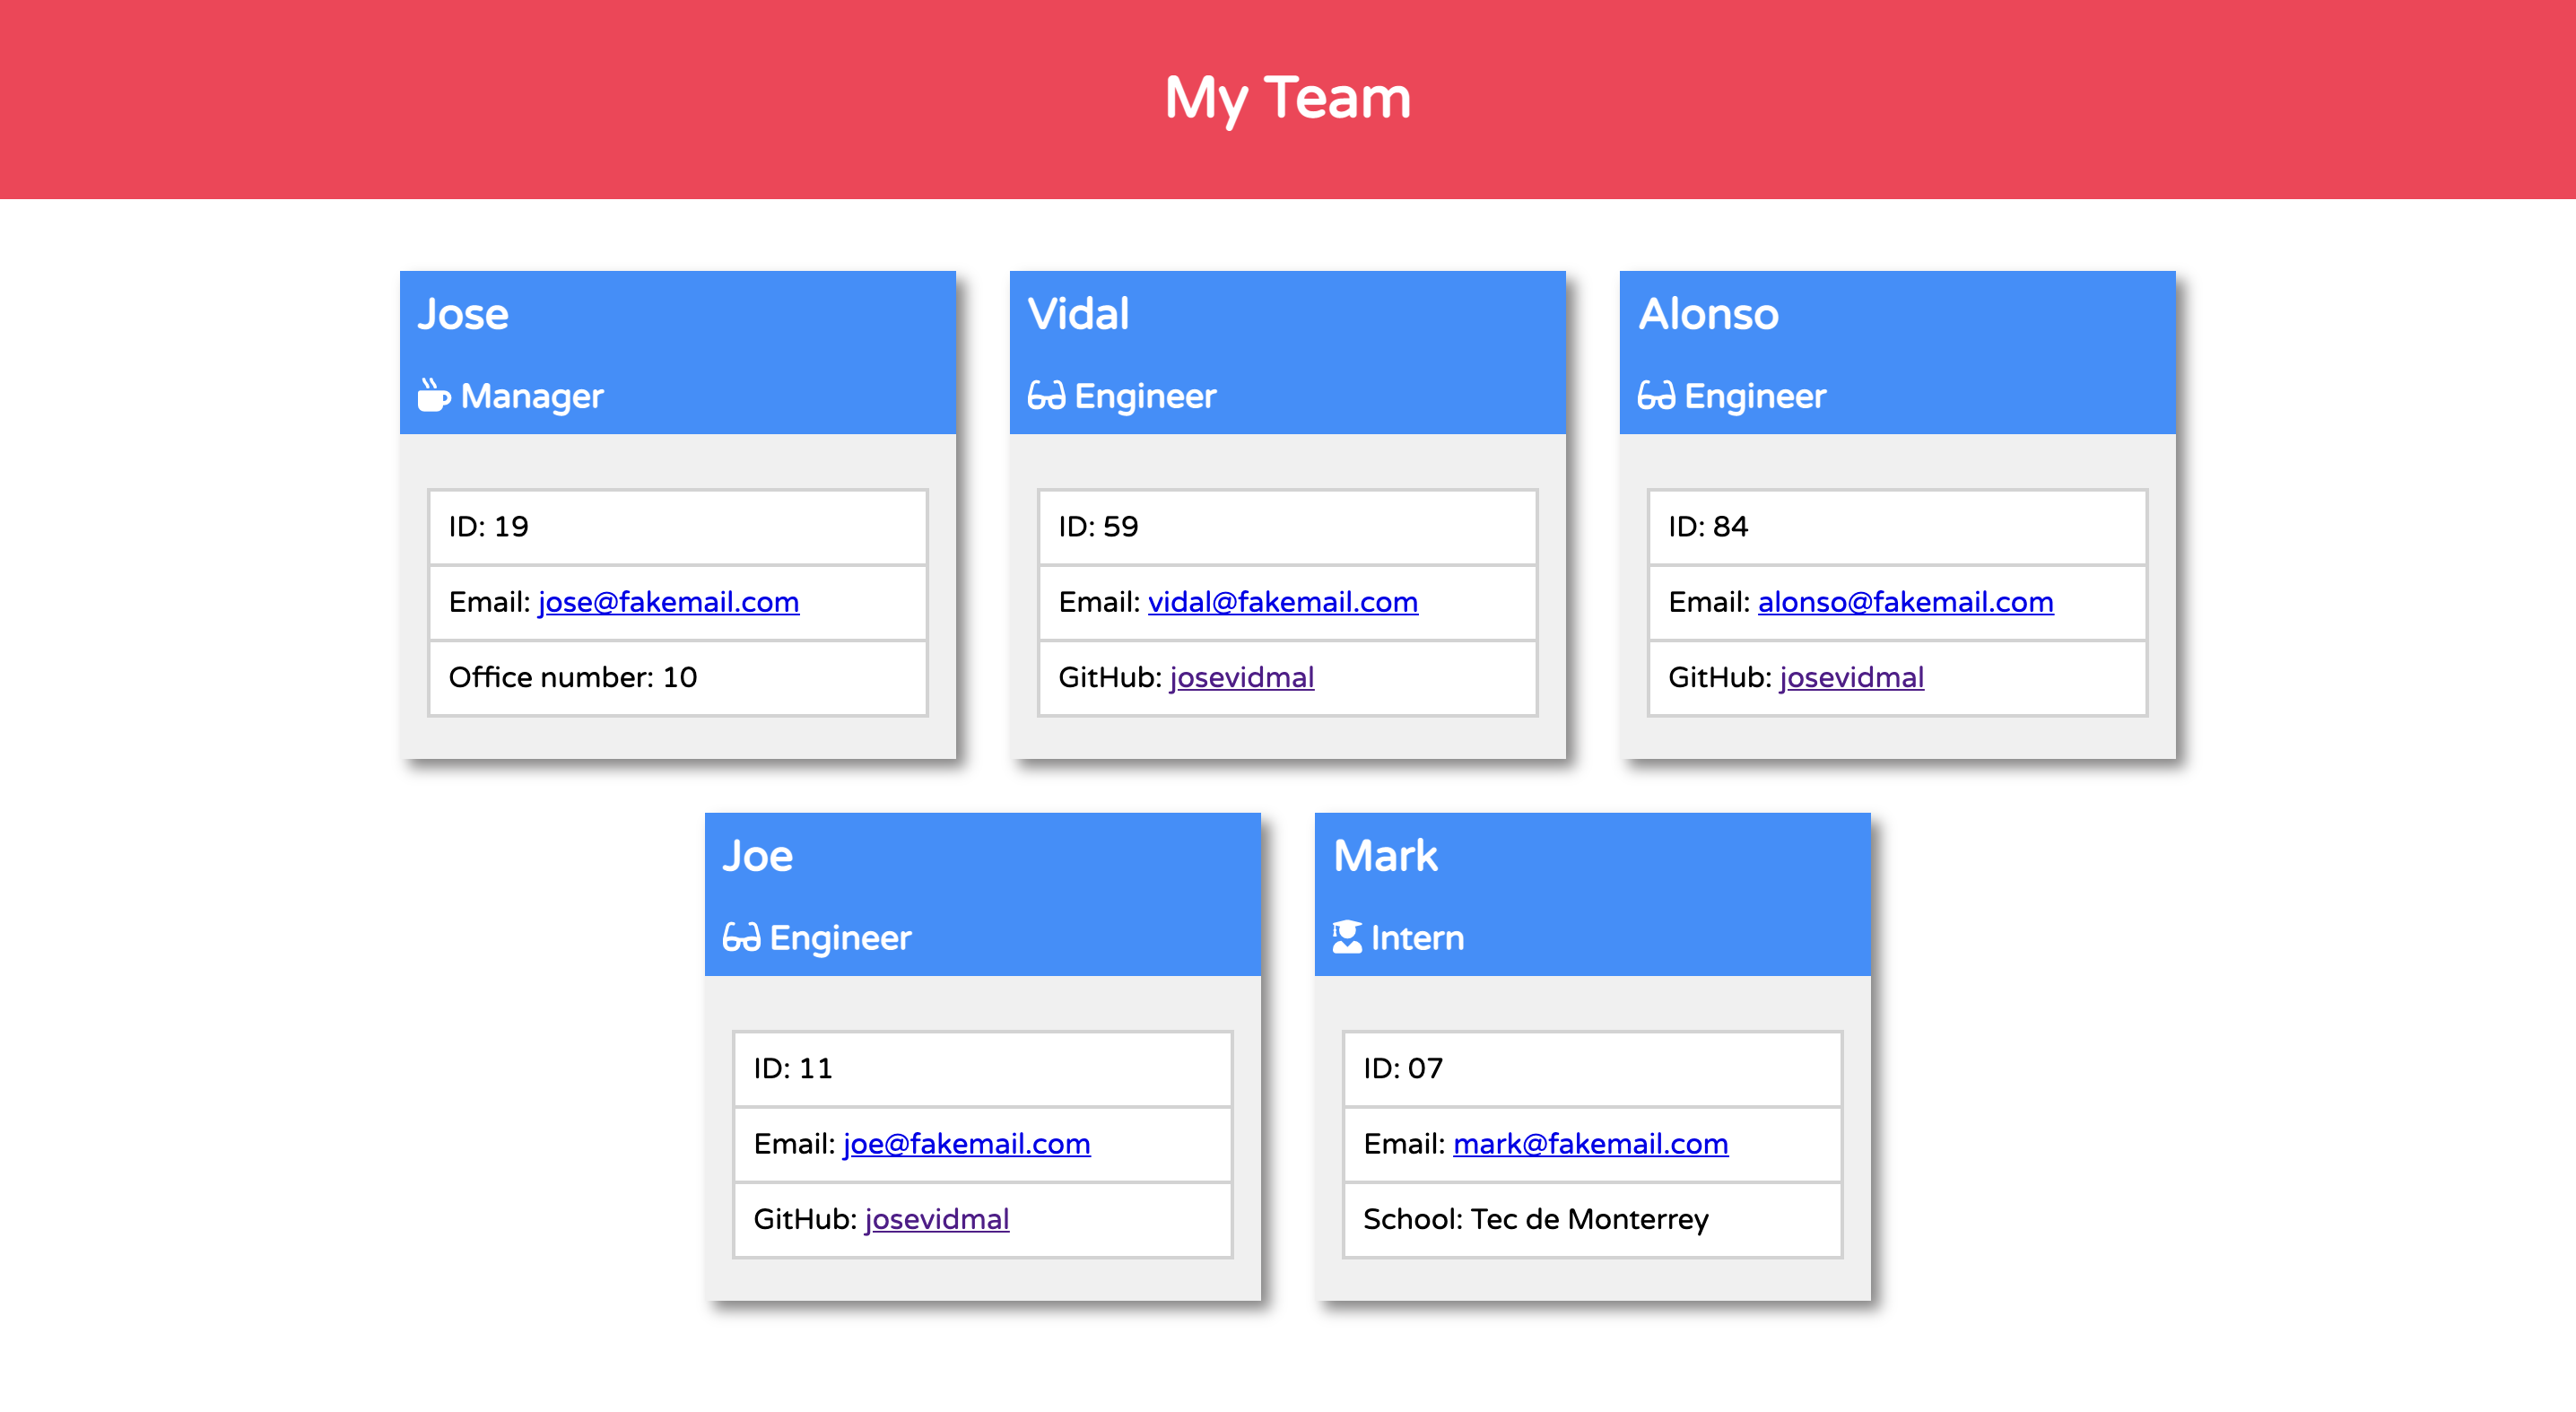 My Team
Jose
Manager
ID: 19
Email: jose@fakemail.com
Office number: 10
Vidal
Engineer
ID: 59
Email: vidal@fakemail.com
GitHub: josevidmal
Alonso
Engineer
ID: 84
Email: alonso@fakemail.com
GitHub: josevidmal
Joe
Engineer
ID: 11
Email: joe@fakemail.com
GitHub: josevidmal
Mark
Intern
ID: 07
Email: mark@fakemail.com
School: Tec de Monterrey